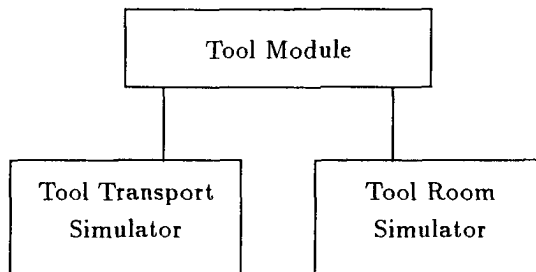 Tool Module
Tool Transport
Simulator
Tool Room
Simulator